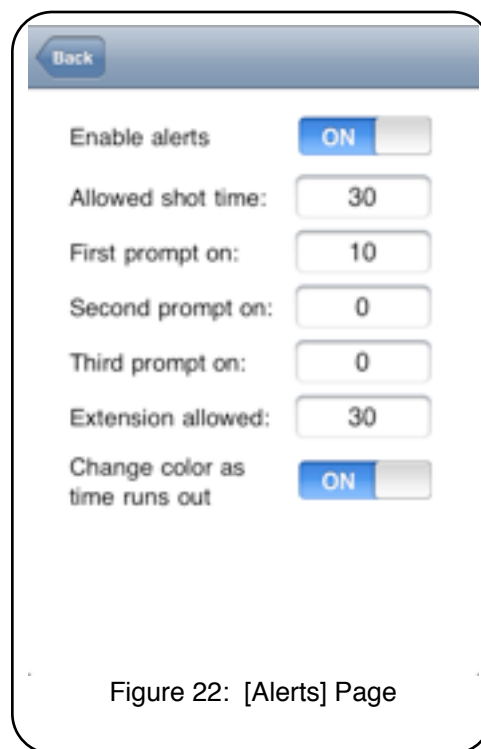 Back
Enable alerts ON
Allowed shot time: 30
First prompt on: 10
Second prompt on: 0
Third prompt on: 0
Extension allowed: 30
Change color as
time runs out ON
Figure 22: [Alerts] Page